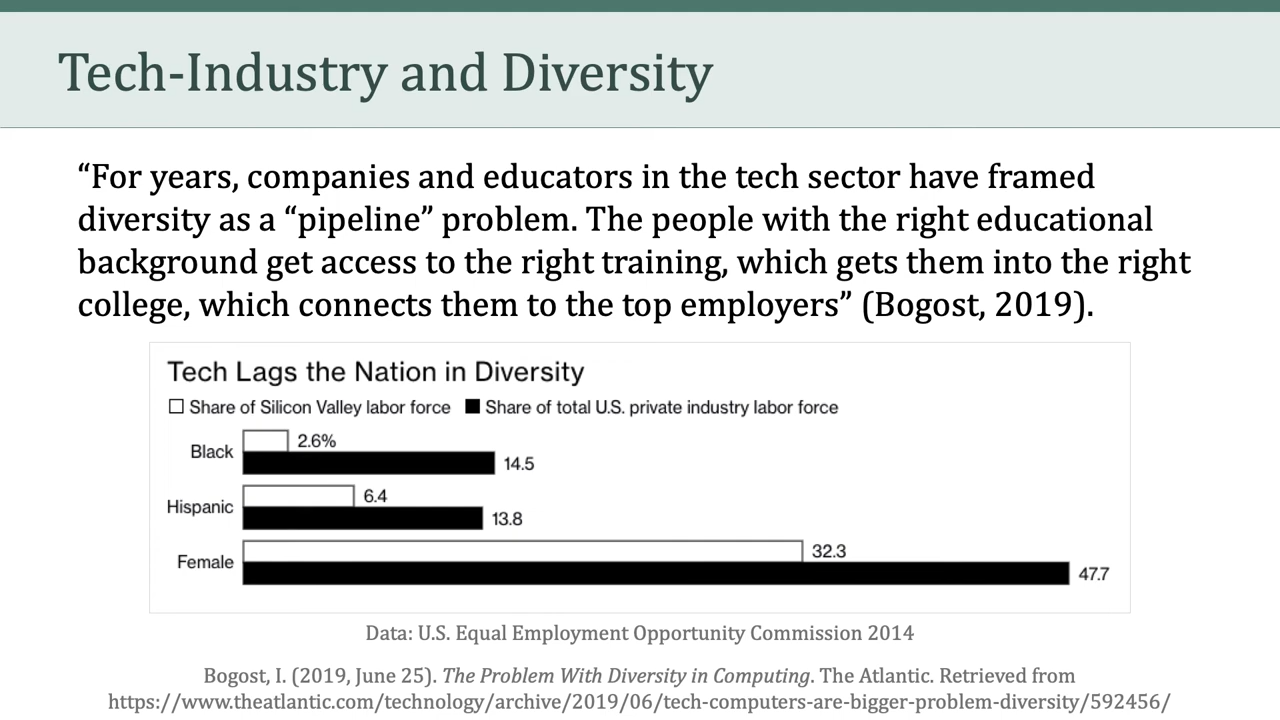 Tech-Industry and Diversity
“For years, companies and educators in the tech sector have framed
diversity as a “pipeline” problem. The people with the right educational
background get access to the right training, which gets them into the right
college, which connects them to the top employers” (Bogost, 2019).
Tech Lags the Nation in Diversity
Share of Silicon Valley labor force Share of total U.S. private industry labor force
Black 2.6%
14.5
Hispanic 6.4
13.8
Female 32.3
47.7
Data: U.S. Equal Employment Opportunity Commission 2014
Bogost, I. (2019, June 25). The Problem With Diversity in Computing. The Atlantic. Retrieved from
https://www.theatlantic.com/technology/archive/2019/06/tech-computers-are-bigger-problem-diversity/592456/